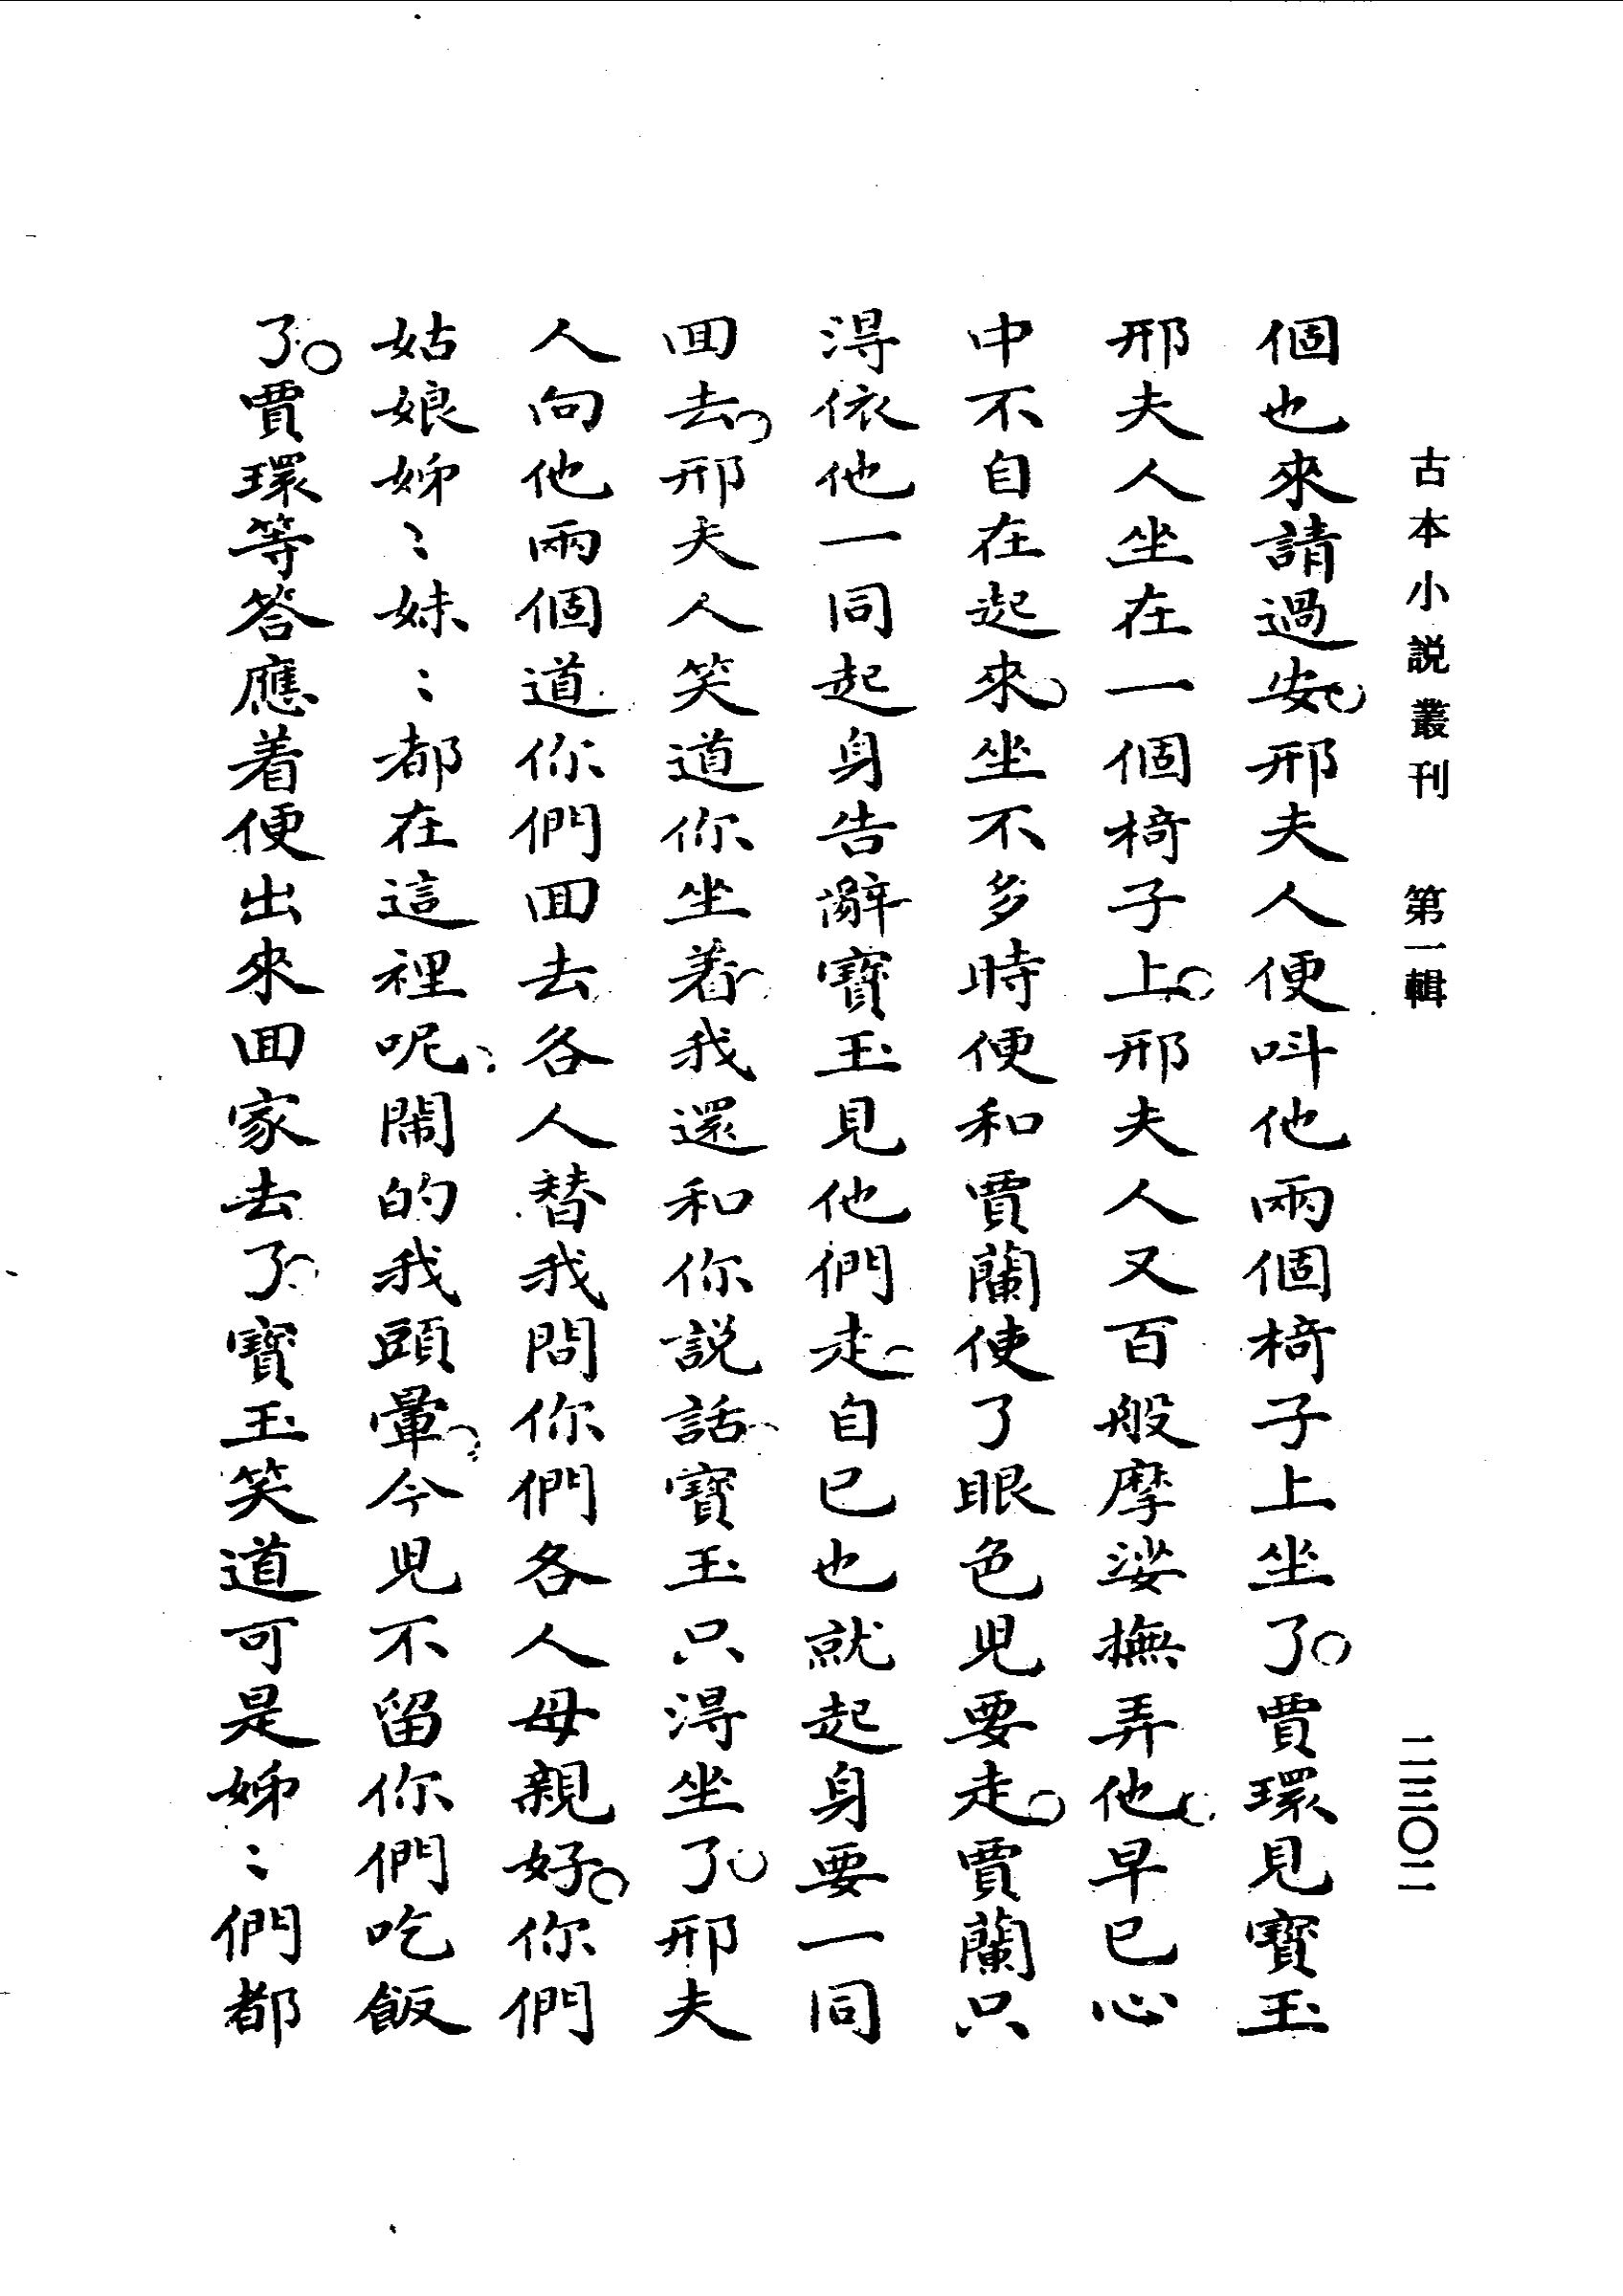 古本小説叢刊　第一輯　二三〇二
個也來請過安邢夫人便呌他兩個椅子上坐了賈環見寶玉
邢夫人坐在一個椅子上邢夫人又百般摩娑撫弄他早已心
中不自在起來坐不多時便和賈蘭使了眼色児要走賈蘭只
淂依他一同起身告辭寶玉見他們走自已也就起身要一同
囬去邢夫人笑道你坐着我還和你説話寶玉只淂坐了邢夫
人向他兩個道你們囬去各人替我問你們各人母親好你們
姑娘姊〻妹〻都在這裡呢鬧的我頭暈今児不留你們吃飯
了賈環等答應着便出來囬家去了寶玉笑道可是姊〻們都